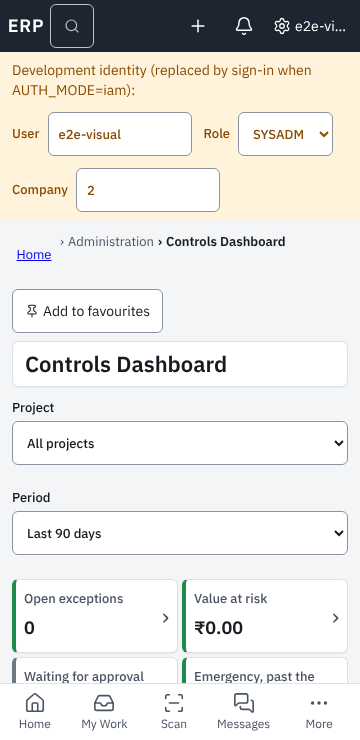 ERP
e2e-vi...
Development identity (replaced by sign-in when
AUTH_MODE=iam):
User
e2e-visual
Role
SYSADM
Company
2
Home
› Administration › Controls Dashboard
Add to favourites
Controls Dashboard
Project
All projects
Period
Last 90 days
Open exceptions
0
Value at risk
₹0.00
Waiting for approval
Emergency, past the
Home
My Work
Scan
Messages
More